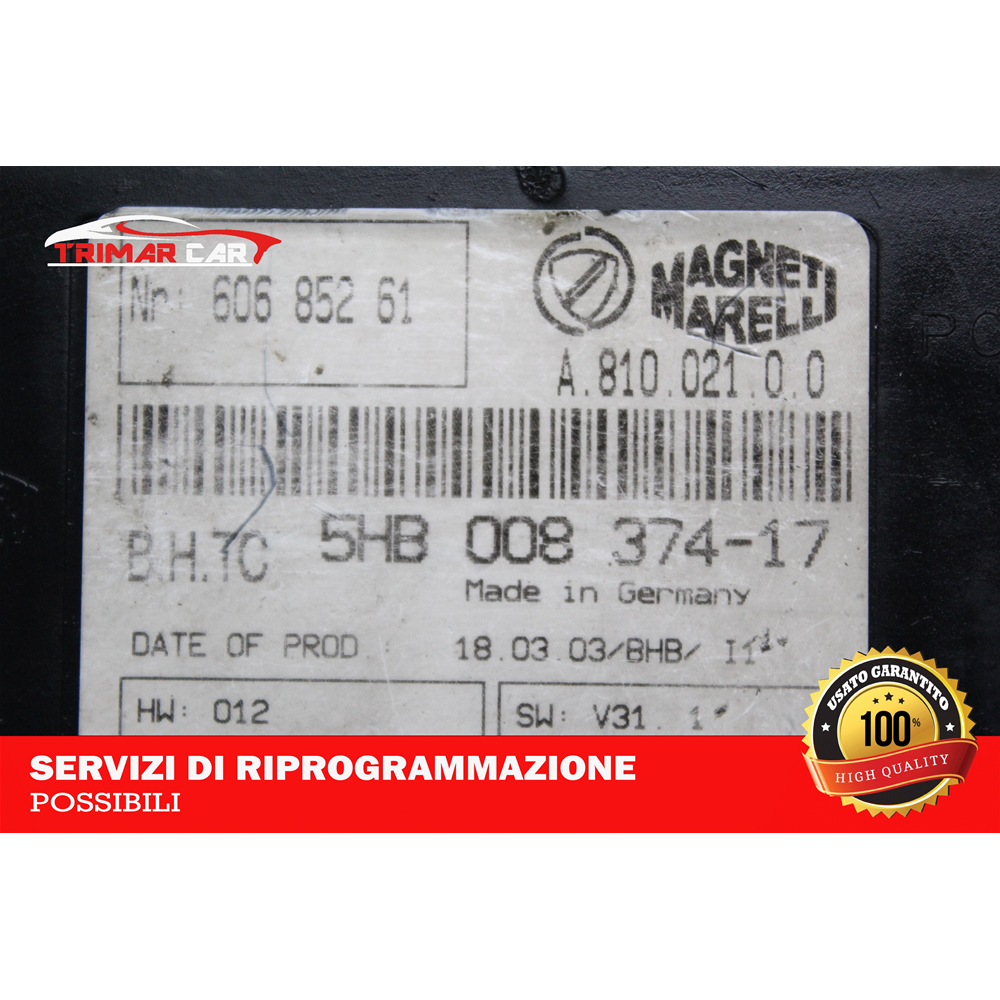 TRIMAR CAR
Nr: 606 852 61
MAGNETI
MARELLI
A.810.021.0.0
B.H.TC 5HB 008 374-17
Made in Germany
DATE OF PROD : 18.03.03/BHB/
HW: 012
SW: V31.
USATO GARANTITO
100%
HIGH QUALITY
SERVIZI DI RIPROGRAMMAZIONE
POSSIBILI